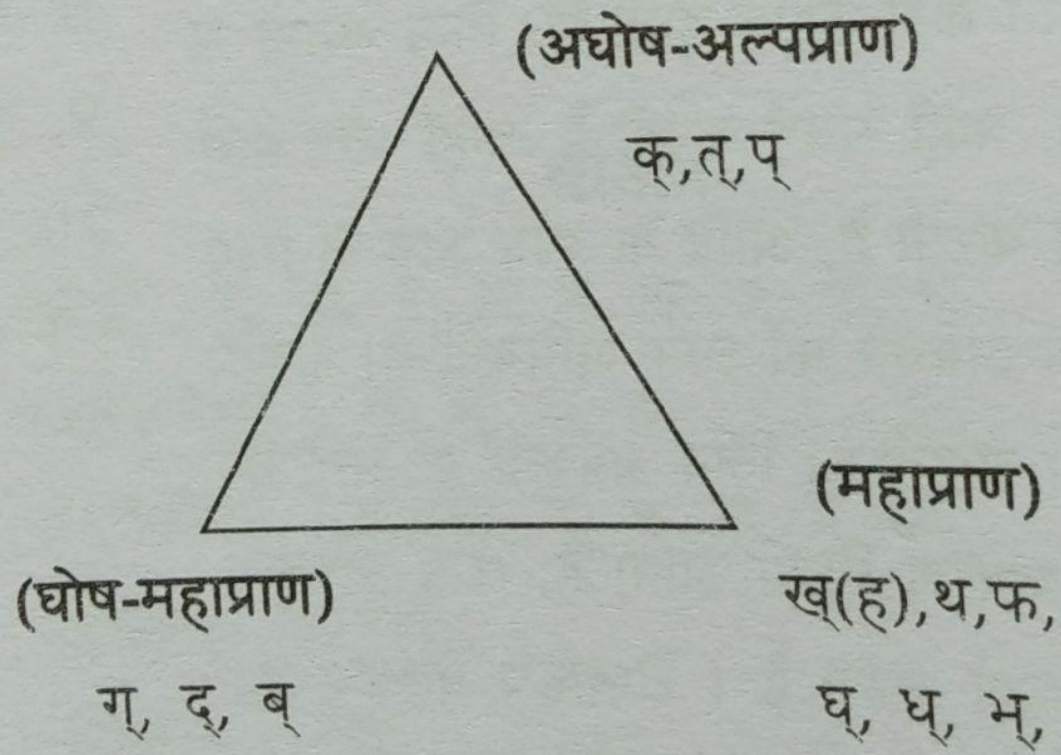 (अघोष-अल्पप्राण)
क्,त्,प्
(महाप्राण)
(घोष-महाप्राण)
ख्(ह),थ,फ,
ग्, द्, ब्
घ्, ध्, भ्,